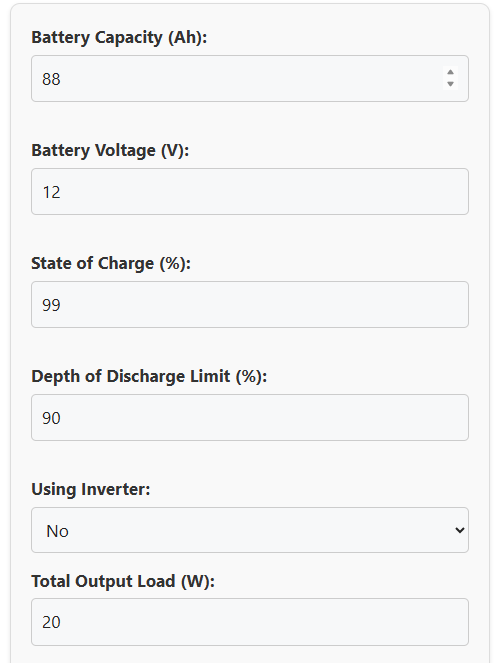 Battery Capacity (Ah):
88
Battery Voltage (V):
12
State of Charge (%):
99
Depth of Discharge Limit (%):
90
Using Inverter:
No
Total Output Load (W):
20